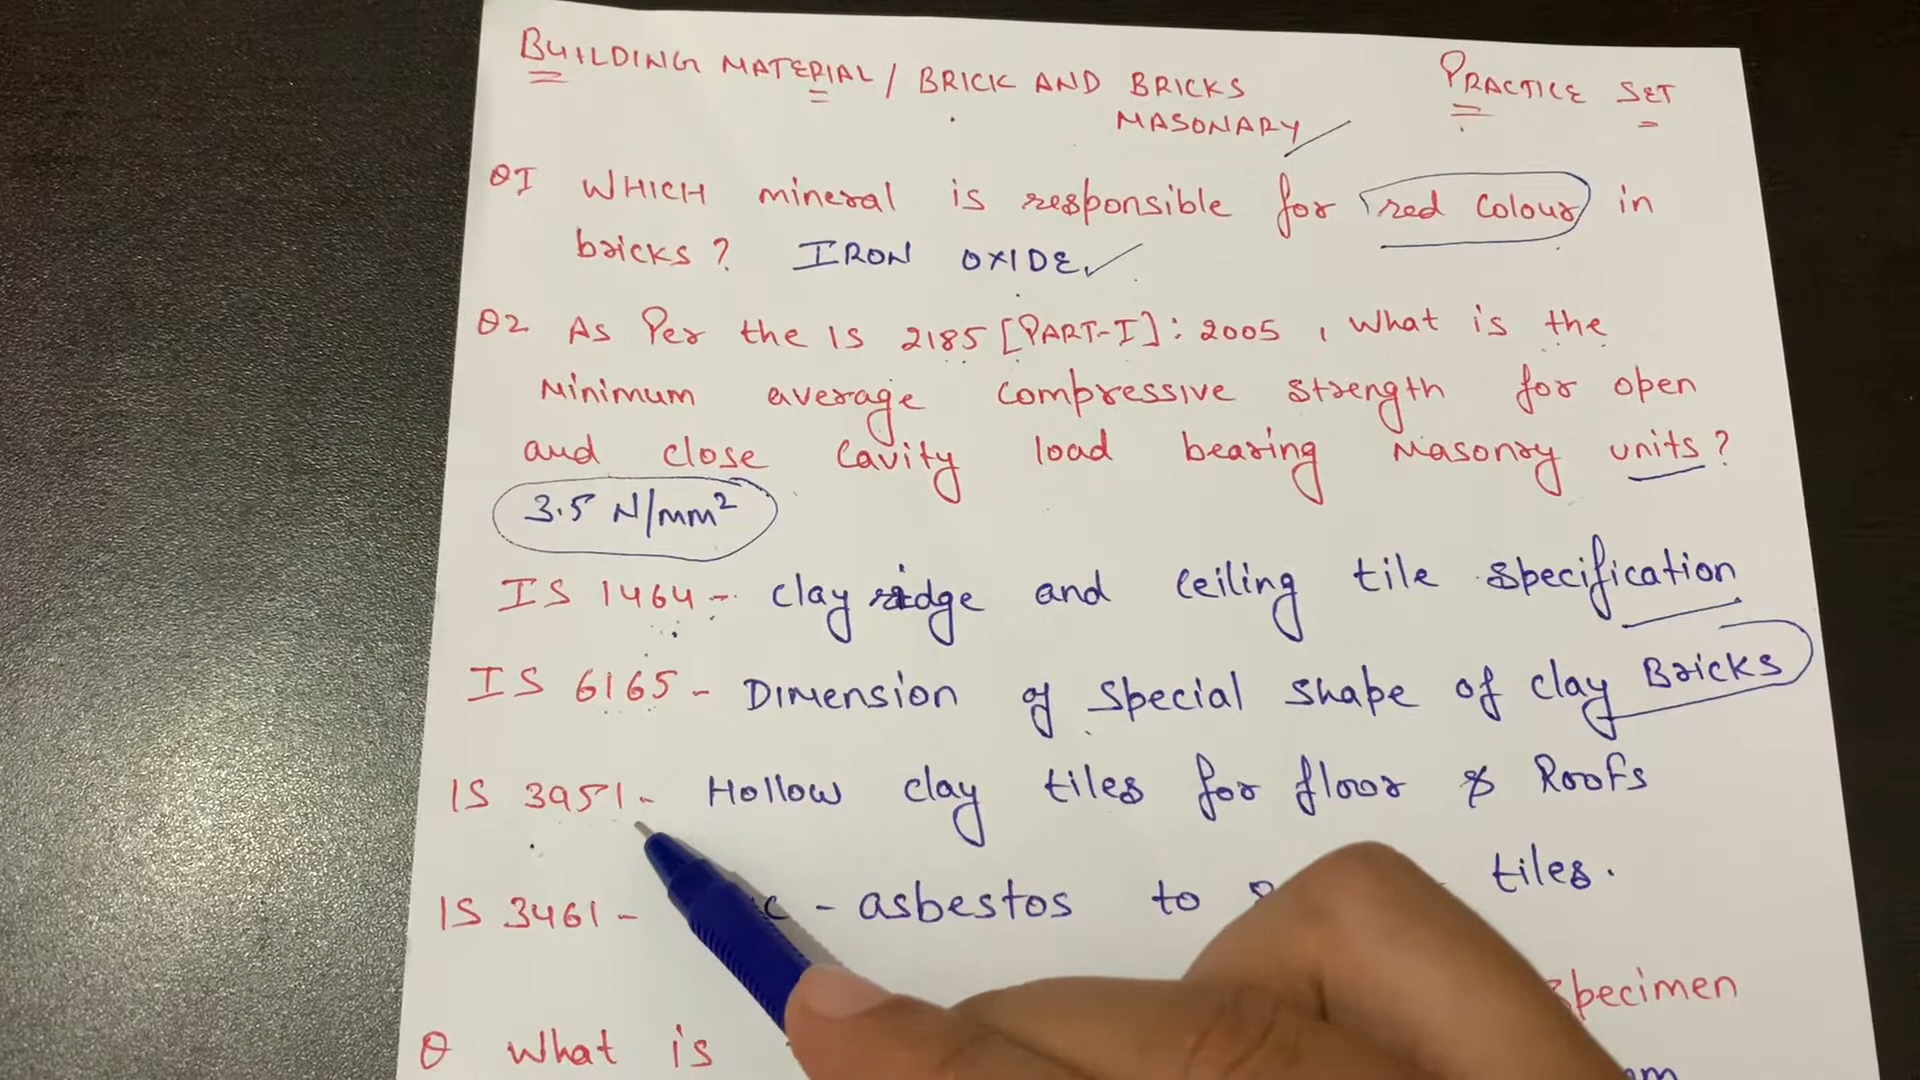 BUILDING MATERIAL / BRICK AND BRICKS
MASONARY
PRACTICE SET
Q1 WHICH mineral is responsible for red colour in
bricks? IRON OXIDE
Q2 As Per the IS 2185 [PART-I]: 2005, What is the
Minimum average compressive strength for open
and close cavity load bearing Masonry units?
3.5 N/mm²
IS 1464 - clay ridge and ceiling tile specification
IS 6165 - Dimension of special shape of clay Bricks
IS 3951 - Hollow clay tiles for floor & Roofs
IS 3461 - - asbestos to tiles.
specimen
Q What is